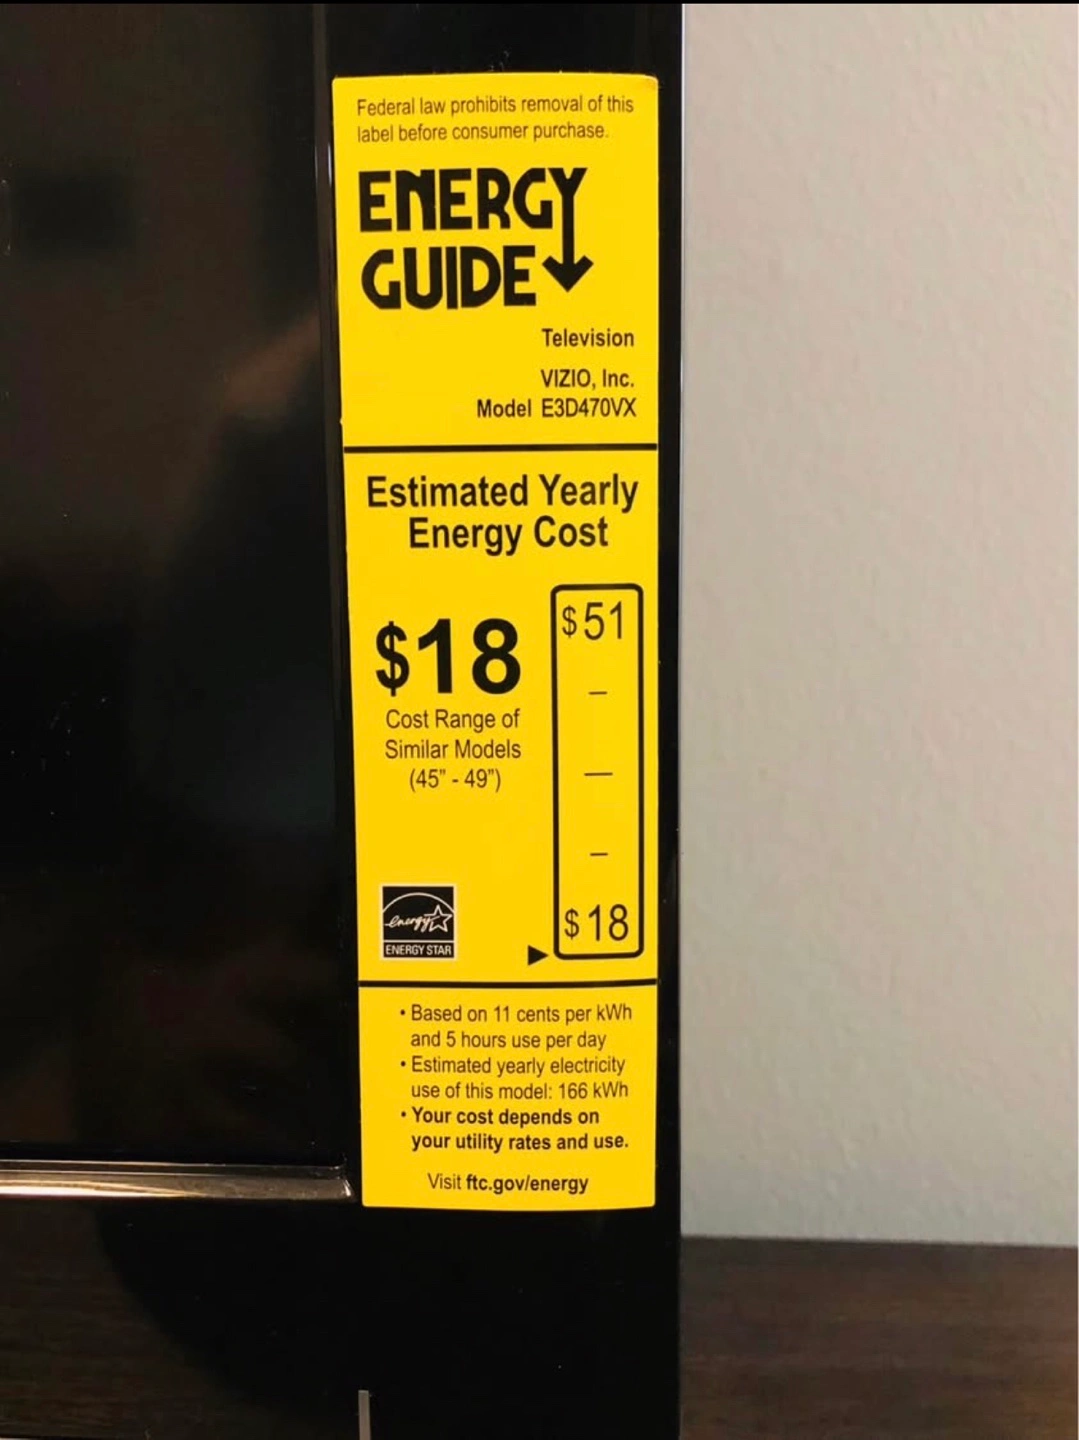 Federal law prohibits removal of this
label before consumer purchase.
ENERGY
GUIDE
Television
VIZIO, Inc.
Model E3D470VX
Estimated Yearly
Energy Cost
$18
Cost Range of
Similar Models
(45" - 49")
$51
$18
energy
ENERGY STAR
• Based on 11 cents per kWh
and 5 hours use per day
• Estimated yearly electricity
use of this model: 166 kWh
• Your cost depends on
your utility rates and use.
Visit ftc.gov/energy